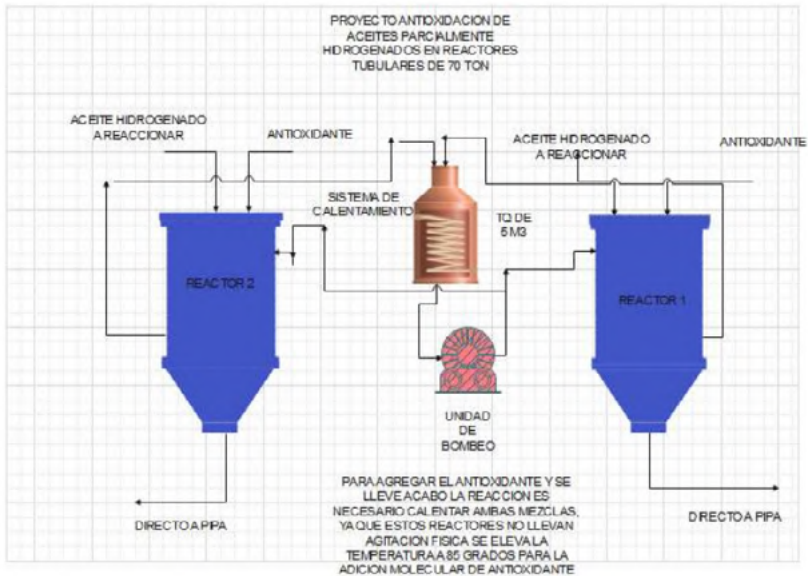 PROYECTO ANTIOXIDACION DE
ACEITES PARCIALMENTE
HIDROGENADOS EN REACTORES
TUBULARES DE 70 TON
ACEITE HIDROGENADO
A REACCIONAR
ANTIOXIDANTE
ACEITE HIDROGENADO
A REACCIONAR
ANTIOXIDANTE
SISTEMA DE
CALENTAMIENTO
TQ DE
5 M3
REACTOR 2
REACTOR 1
UNIDAD
DE
BOMBEO
PARA AGREGAR EL ANTIOXIDANTE Y SE
LLEVE ACABO LA REACCION ES
NECESARIO CALENTAR AMBAS MEZCLAS,
YA QUE ESTOS REACTORES NO LLEVAN
AGITACION FISICA SE ELEVA LA
TEMPERATURA A 85 GRADOS PARA LA
ADICION MOLECULAR DE ANTIOXIDANTE
DIRECTO A PIPA
DIRECTO A PIPA